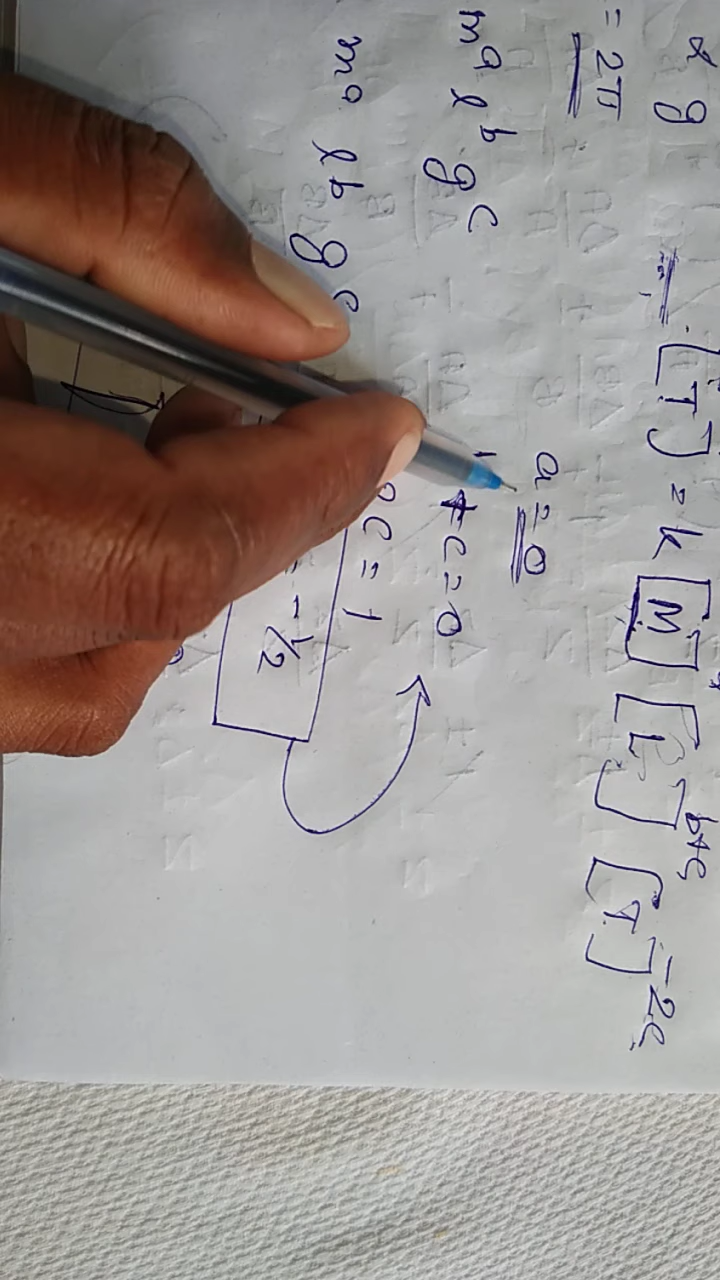 α g
[T] = k [M] [L]ᵇ⁺ᶜ [T]⁻²ᶜ
= 2π
a = 0
mᵃ lᵇ gᶜ
+ c = 0
mᵃ lᵇ gᶜ
c = 1
= -1/2